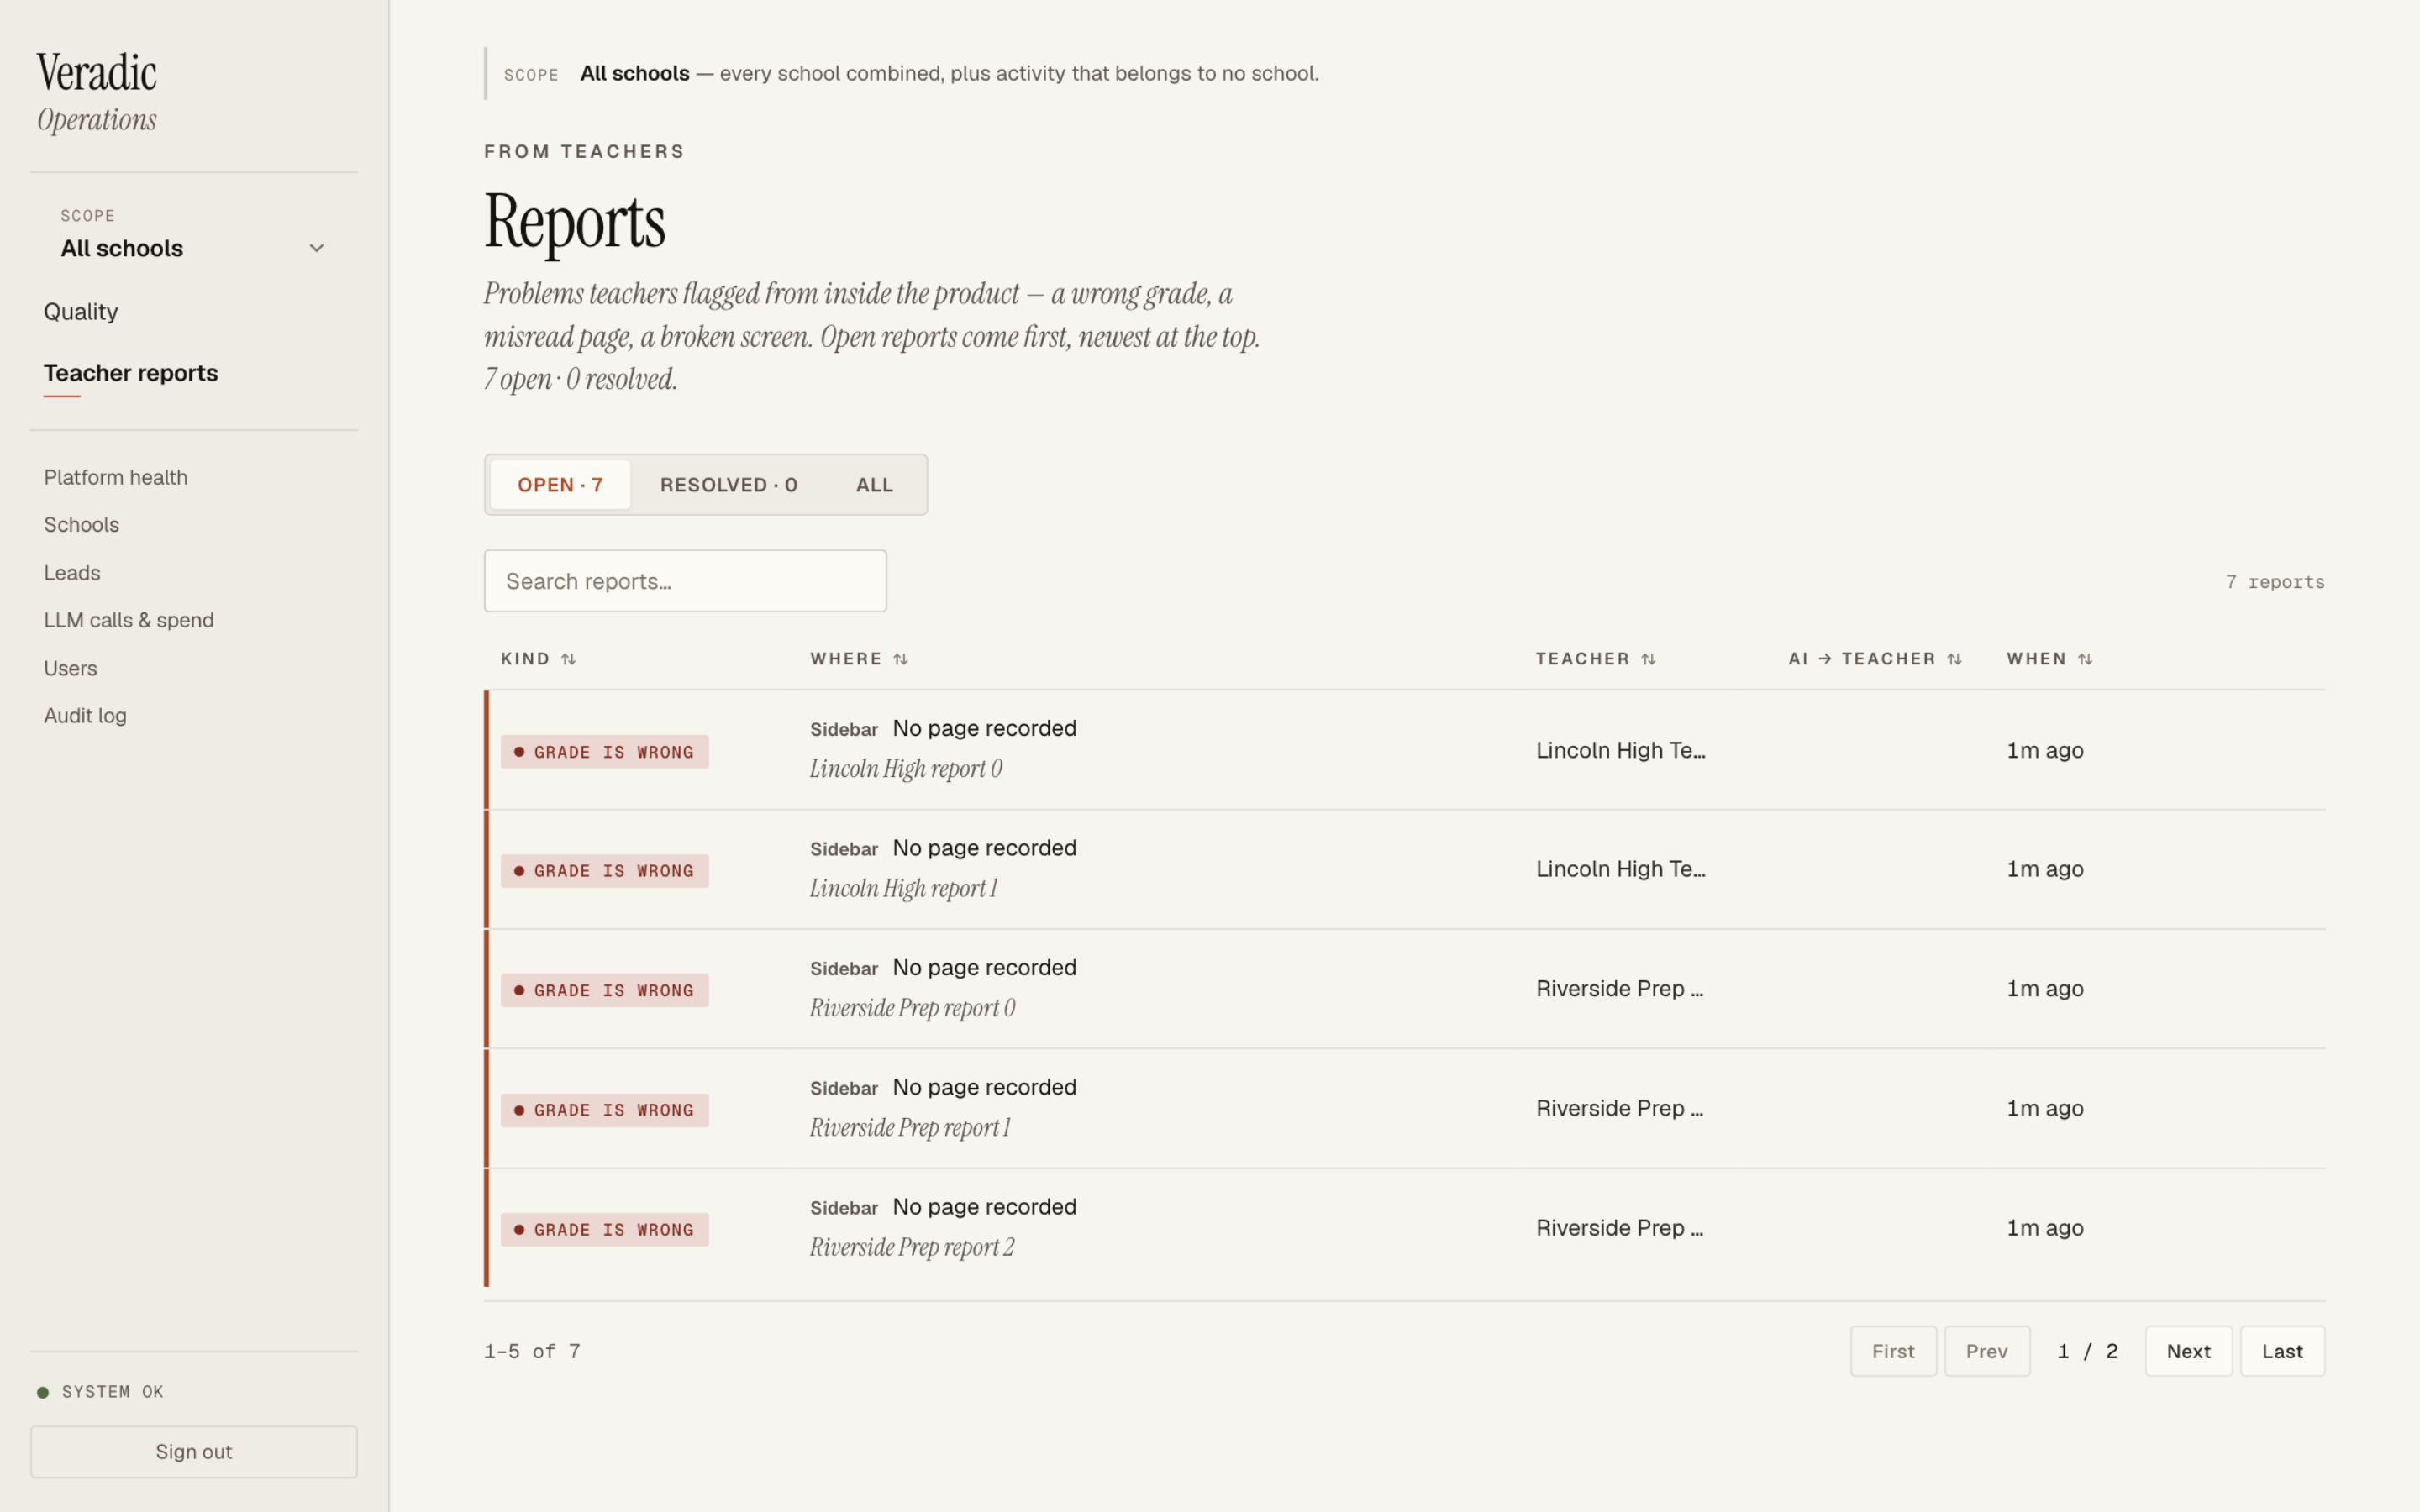 Veradic
Operations
SCOPE
All schools
Quality
Teacher reports
Platform health
Schools
Leads
LLM calls & spend
Users
Audit log
SYSTEM OK
Sign out
SCOPE All schools — every school combined, plus activity that belongs to no school.
FROM TEACHERS
Reports
Problems teachers flagged from inside the product — a wrong grade, a
misread page, a broken screen. Open reports come first, newest at the top.
7 open · 0 resolved.
OPEN · 7 RESOLVED · 0 ALL
Search reports…
7 reports
KIND WHERE TEACHER AI → TEACHER WHEN
GRADE IS WRONG Sidebar No page recorded Lincoln High Te… 1m ago
Lincoln High report 0
GRADE IS WRONG Sidebar No page recorded Lincoln High Te… 1m ago
Lincoln High report 1
GRADE IS WRONG Sidebar No page recorded Riverside Prep … 1m ago
Riverside Prep report 0
GRADE IS WRONG Sidebar No page recorded Riverside Prep … 1m ago
Riverside Prep report 1
GRADE IS WRONG Sidebar No page recorded Riverside Prep … 1m ago
Riverside Prep report 2
1–5 of 7
First Prev 1 / 2 Next Last